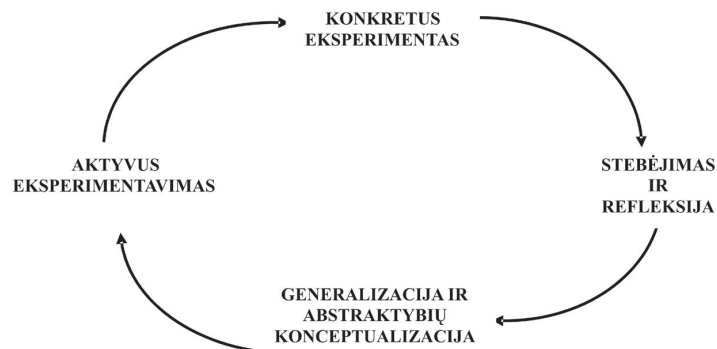 KONKRETUS
EKSPERIMENTAS
STEBĖJIMAS
IR
REFLEKSIJA
GENERALIZACIJA IR
ABSTRAKTYBIŲ
KONCEPTUALIZACIJA
AKTYVUS
EKSPERIMENTAVIMAS